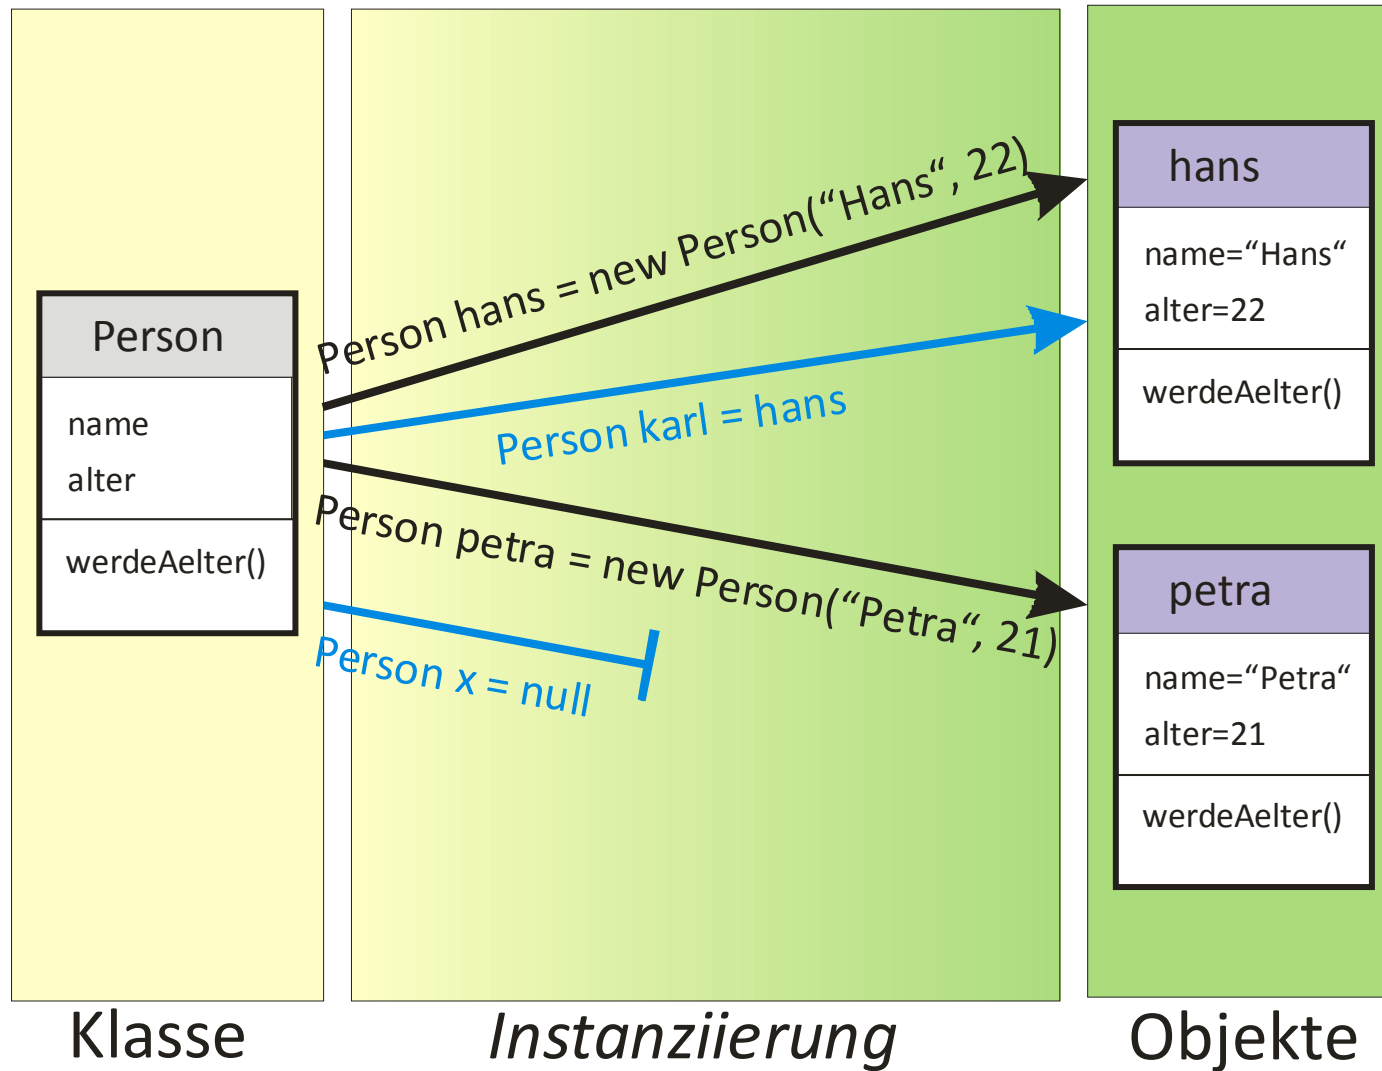 Person
name
alter
werdeAelter()
Person hans = new Person(“Hans“, 22)
Person karl = hans
Person petra = new Person(“Petra“, 21)
Person x = null
hans
name=“Hans“
alter=22
werdeAelter()
petra
name=“Petra“
alter=21
werdeAelter()
Klasse
Instanziierung
Objekte